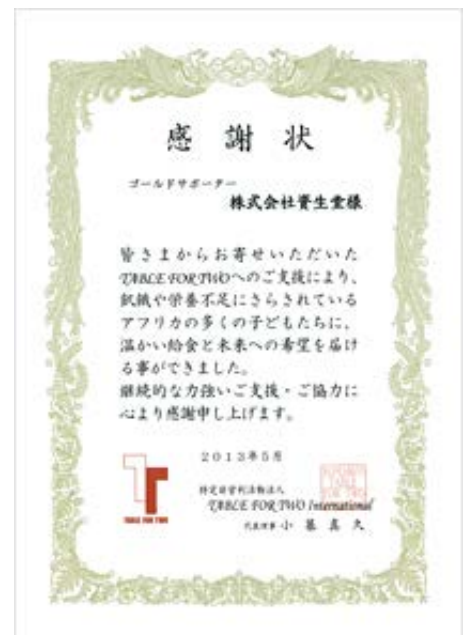 感謝状
ゴールドサポーター
株式会社資生堂様
皆さまからお寄せいただいた
TABLE FOR TWOへのご支援により、
飢餓や栄養不足にさらされている
アフリカの多くの子どもたちに、
温かい給食と未来への希望を届け
る事ができました。
継続的な力強いご支援・ご協力に
心より感謝申し上げます。
2013年5月
特定非営利活動法人
TABLE FOR TWO International
代表理事 小暮真久
TABLE FOR TWO